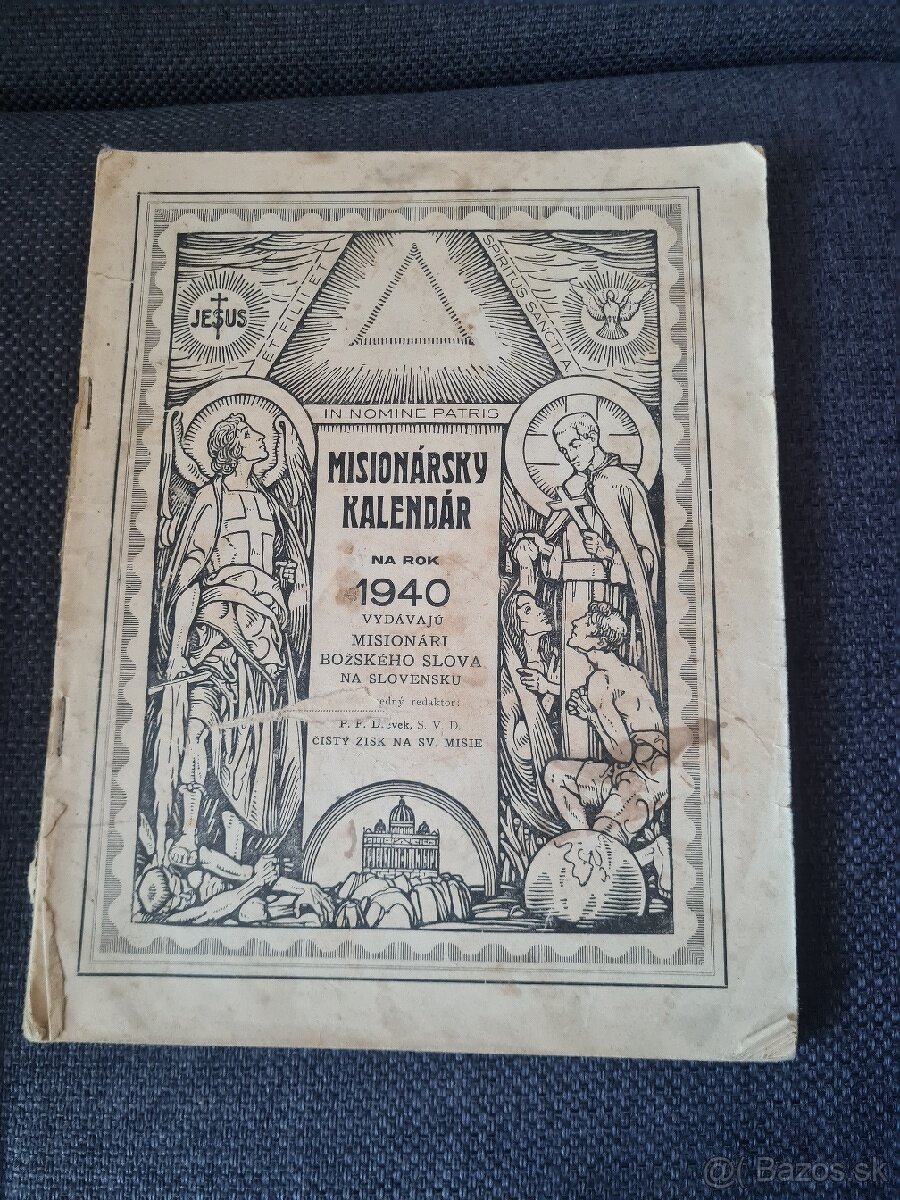 JESUS
ET FILII ET
SPIRITUS SANCTI A
IN NOMINE PATRIS
MISIONÁRSKY
KALENDÁR
NA ROK
1940
VYDÁVAJÚ
MISIONÁRI
BOŽSKÉHO SLOVA
NA SLOVENSKU
redaktor:
S. V. D.
ČISTÝ ZISK NA SV. MISIE
@( Bazos.sk